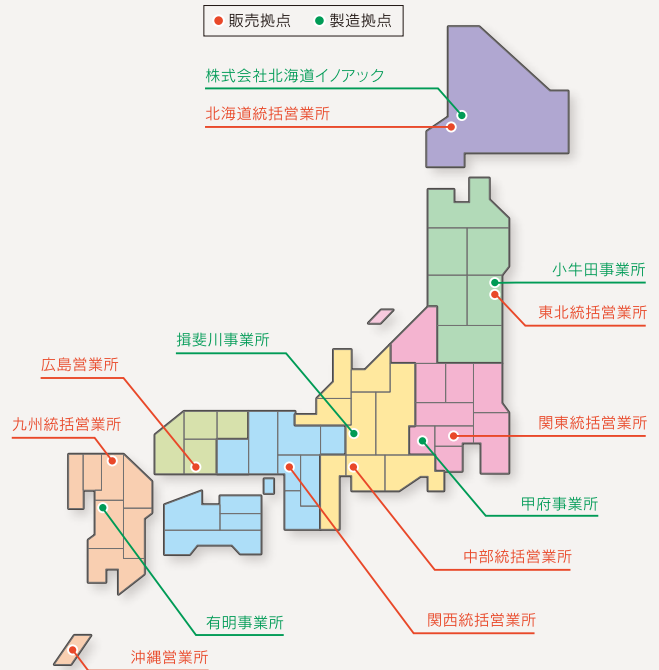 販売拠点 製造拠点
株式会社北海道イノアック
北海道統括営業所
小牛田事業所
東北統括営業所
揖斐川事業所
広島営業所
九州統括営業所
関東統括営業所
甲府事業所
中部統括営業所
関西統括営業所
有明事業所
沖縄営業所